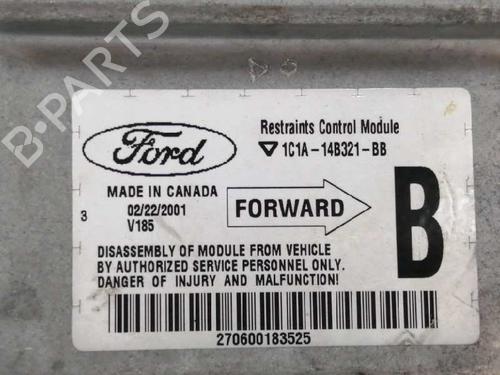 B-PARTS
Ford
Restraints Control Module
1C1A-14B321-BB
MADE IN CANADA
3
02/22/2001
V185
FORWARD
B
DISASSEMBLY OF MODULE FROM VEHICLE
BY AUTHORIZED SERVICE PERSONNEL ONLY.
DANGER OF INJURY AND MALFUNCTION!
270600183525